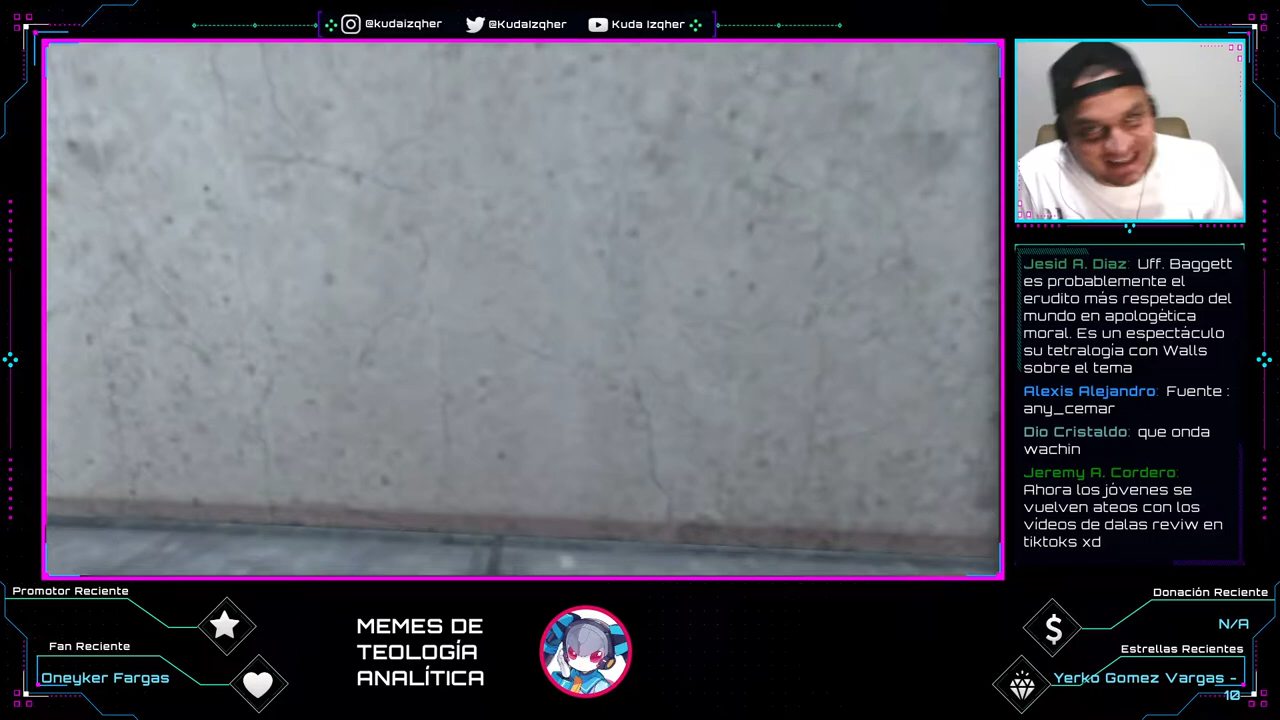 @kudaizqher @KudaIzqher Kuda Izqher
Jesid A. Diaz: Uff. Baggett
es probablemente el
erudito más respetado del
mundo en apologética
moral. Es un espectáculo
su tetralogía con Walls
sobre el tema
Alexis Alejandro: Fuente :
any_cemar
Dio Cristaldo: que onda
wachin
Jeremy A. Cordero:
Ahora los jóvenes se
vuelven ateos con los
vídeos de dalas reviw en
tiktoks xd
Promotor Reciente
Fan Reciente
Oneyker Fargas
MEMES DE
TEOLOGÍA
ANALÍTICA
Donación Reciente
N/A
Estrellas Recientes
Yerko Gomez Vargas -
10